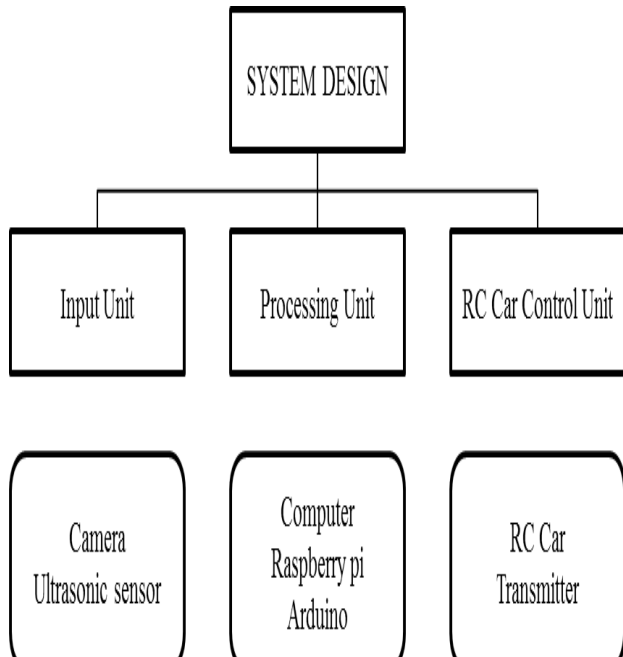 SYSTEM DESIGN
Input Unit
Processing Unit
RC Car Control Unit
Camera
Ultrasonic sensor
Computer
Raspberry pi
Arduino
RC Car
Transmitter